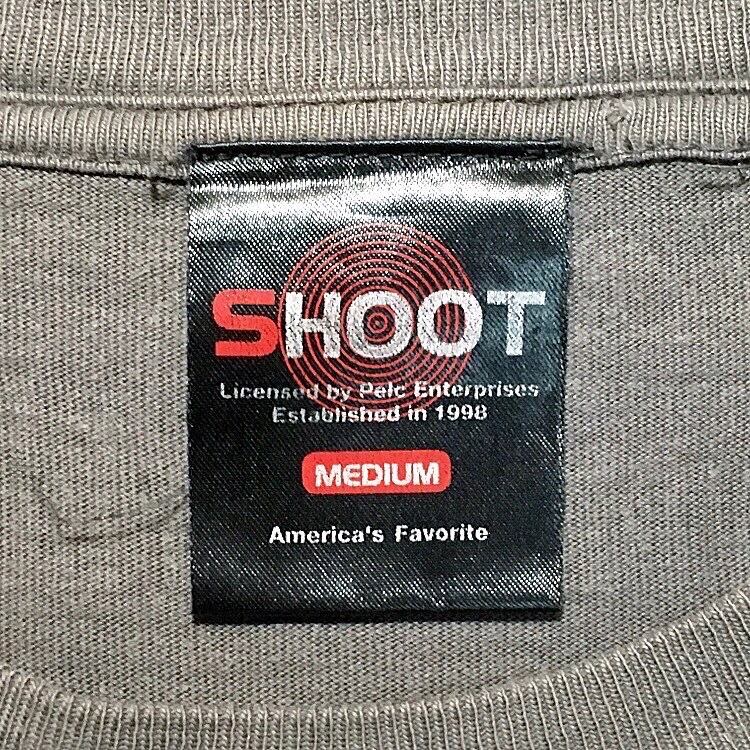 SHOOT
Licensed by Pelc Enterprises
Established in 1998
MEDIUM
America's Favorite